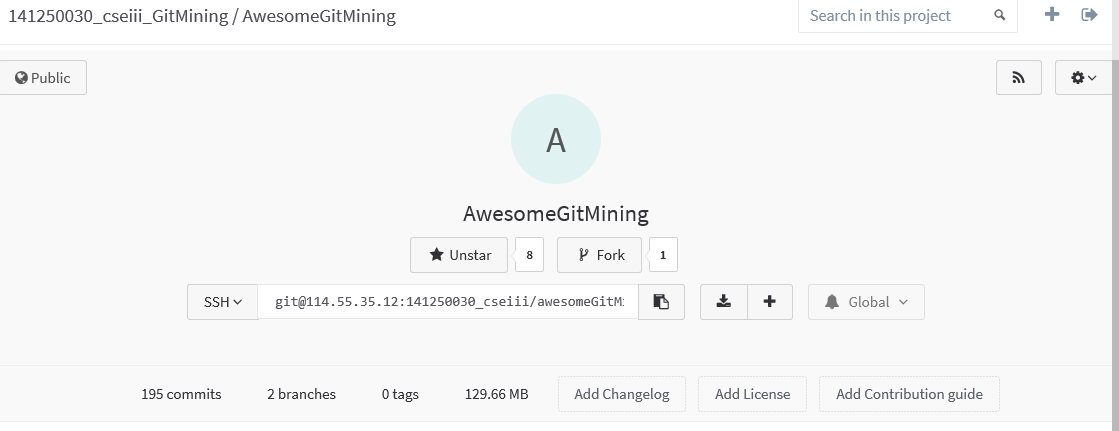 141250030_cseiii_GitMining / AwesomeGitMining
Search in this project
Public
A
AwesomeGitMining
Unstar 8 Fork 1
SSH git@114.55.35.12:141250030_cseiii/awesomeGitMi Global
195 commits 2 branches 0 tags 129.66 MB Add Changelog Add License Add Contribution guide